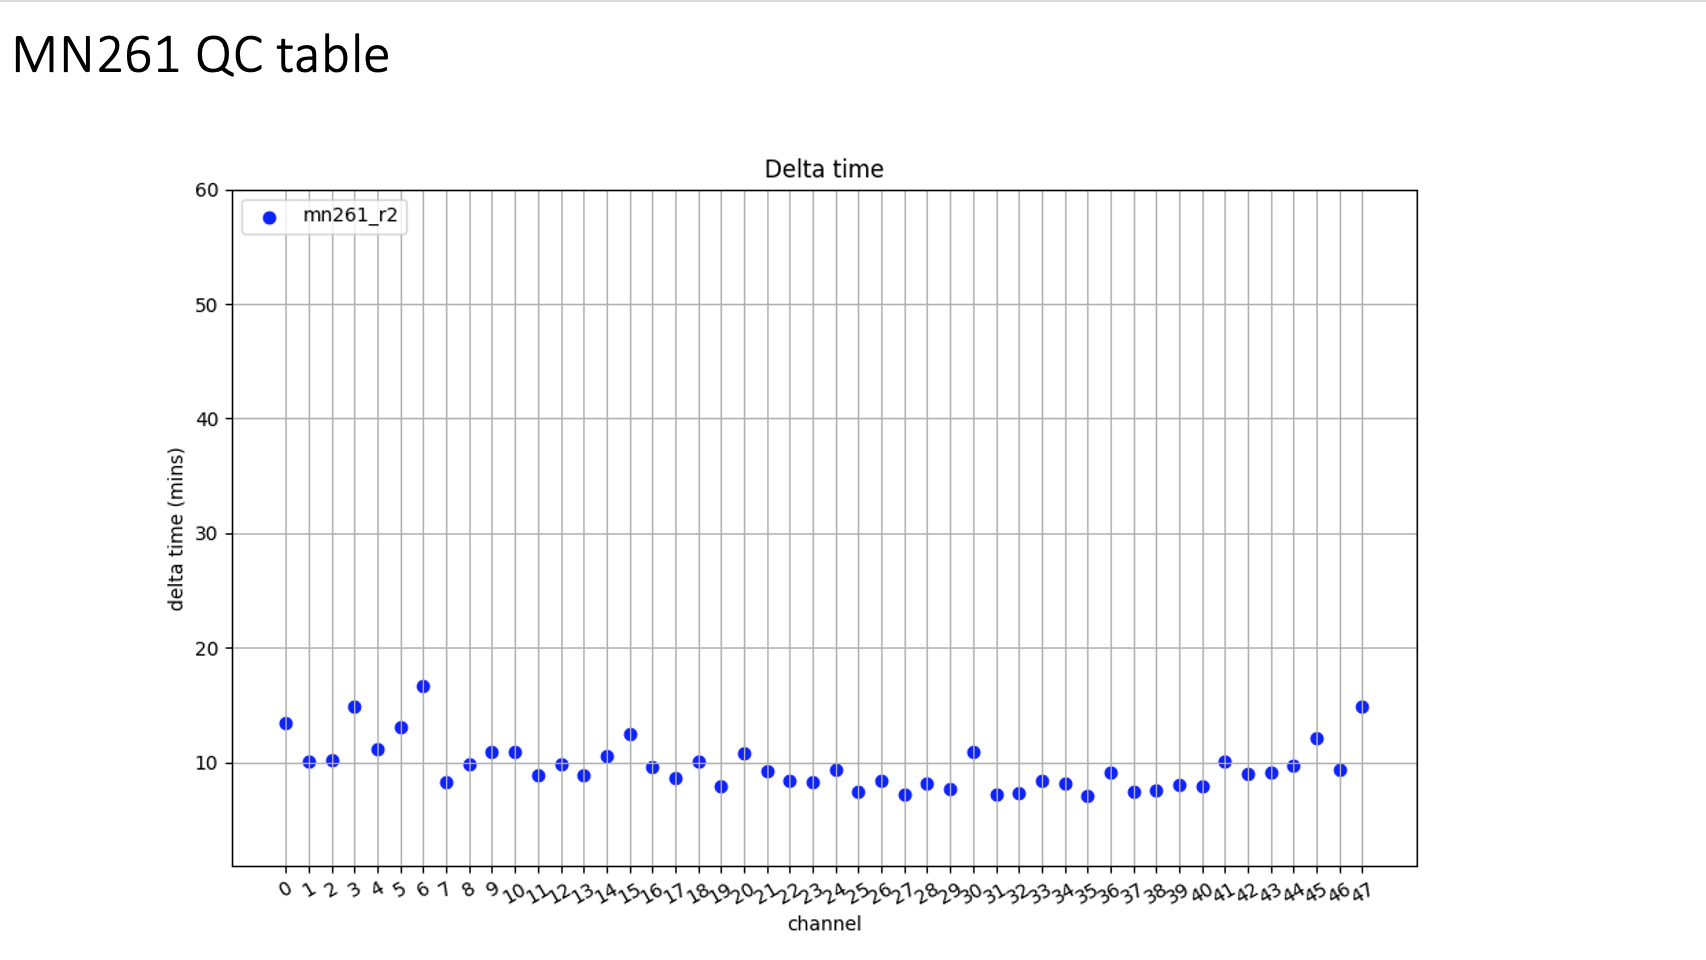 MN261 QC table
Delta time
mn261_r2
60
50
40
30
20
10
delta time (mins)
0 1 2 3 4 5 6 7 8 9 10 11 12 13 14 15 16 17 18 19 20 21 22 23 24 25 26 27 28 29 30 31 32 33 34 35 36 37 38 39 40 41 42 43 44 45 46 47
channel